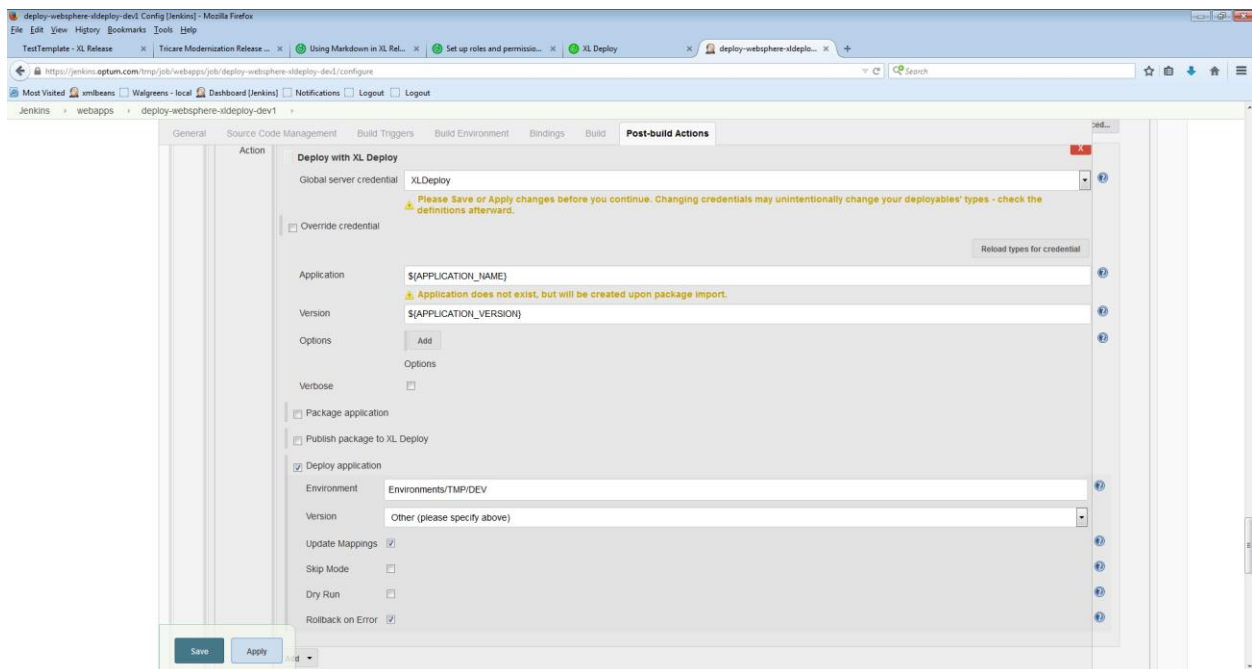 deploy-websphere-xldeploy-dev1 Config [Jenkins] - Mozilla Firefox
File Edit View History Bookmarks Tools Help
TestTemplate - XL Release × Tricare Modernization Release ... × Using Markdown in XL Rel... × Set up roles and permissio... × XL Deploy × deploy-websphere-xldeplo... × +
https://jenkins.optum.com/tmp/job/webapps/job/deploy-websphere-xldeploy-dev1/configure Search
Most Visited xmlbeans Walgreens - local Dashboard [Jenkins] Notifications Logout Logout
Jenkins webapps deploy-websphere-xldeploy-dev1
General Source Code Management Build Triggers Build Environment Bindings Build Post-build Actions
Action Deploy with XL Deploy X
Global server credential XLDeploy
Please Save or Apply changes before you continue. Changing credentials may unintentionally change your deployables' types - check the
definitions afterward.
Override credential
Reload types for credential
Application ${APPLICATION_NAME}
Application does not exist, but will be created upon package import.
Version ${APPLICATION_VERSION}
Options Add
Options
Verbose
Package application
Publish package to XL Deploy
Deploy application
Environment Environments/TMP/DEV
Version Other (please specify above)
Update Mappings
Skip Mode
Dry Run
Rollback on Error
Save Apply